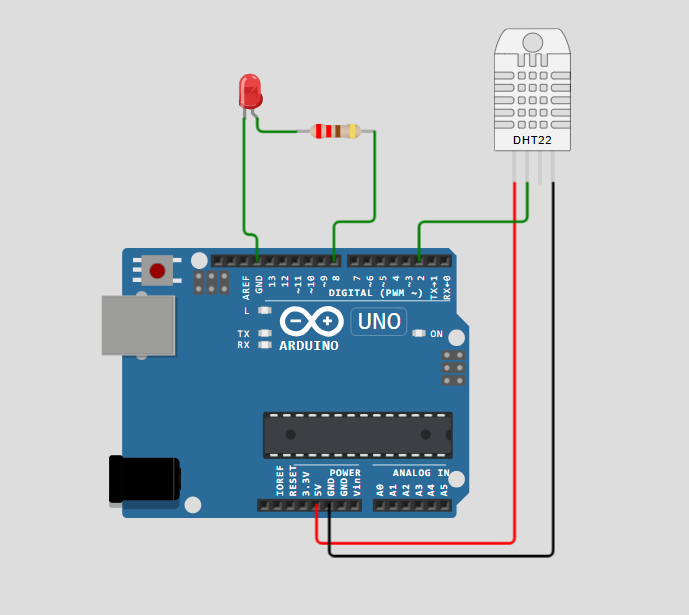 DHT22
AREF
GND
13
12
~11
~10
~9
8
7
~6
~5
4
~3
2
TX→1
RX←0
DIGITAL (PWM ~)
L
UNO
TX
RX
ON
ARDUINO
IOREF
RESET
3.3V
5V
GND
GND
Vin
POWER
ANALOG IN
A0
A1
A2
A3
A4
A5